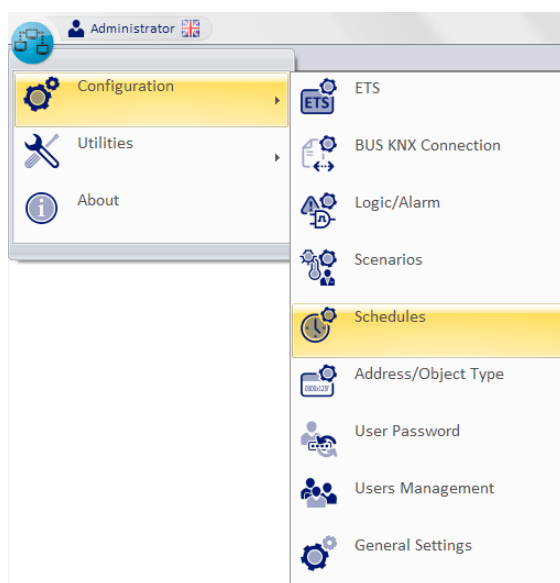 Administrator
Configuration
Utilities
About
ETS
ETS
BUS KNX Connection
Logic/Alarm
Scenarios
Schedules
Address/Object Type
User Password
Users Management
General Settings